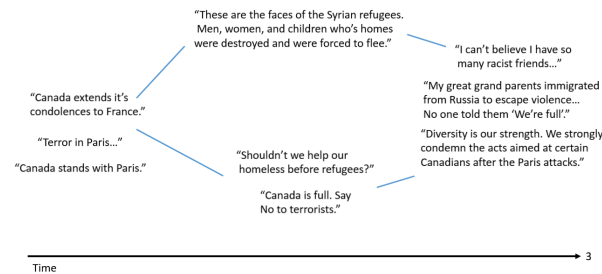 “These are the faces of the Syrian refugees.
Men, women, and children who’s homes
were destroyed and were forced to flee.”
“I can’t believe I have so
many racist friends…”
“My great grand parents immigrated
from Russia to escape violence…
No one told them ‘We’re full’.”
“Canada extends it’s
condolences to France.”
“Terror in Paris…”
“Canada stands with Paris.”
“Diversity is our strength. We strongly
condemn the acts aimed at certain
Canadians after the Paris attacks.”
“Shouldn’t we help our
homeless before refugees?”
“Canada is full. Say
No to terrorists.”
3
Time